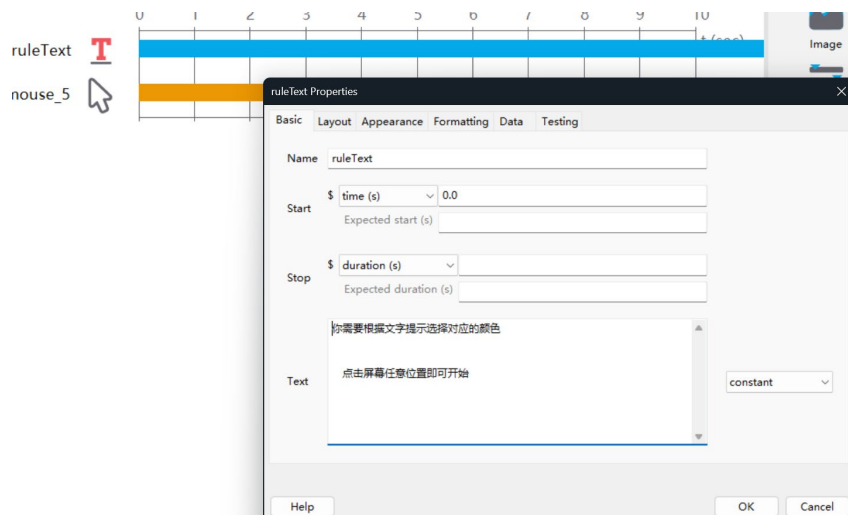 0 1 2 3 4 5 6 7 8 9 10
t (sec)
ruleText T
mouse_5
Image
ruleText Properties
Basic Layout Appearance Formatting Data Testing
Name ruleText
Start $ time (s) 0.0
Expected start (s)
Stop $ duration (s)
Expected duration (s)
Text
你需要根据文字提示选择对应的颜色
点击屏幕任意位置即可开始
constant
Help OK Cancel